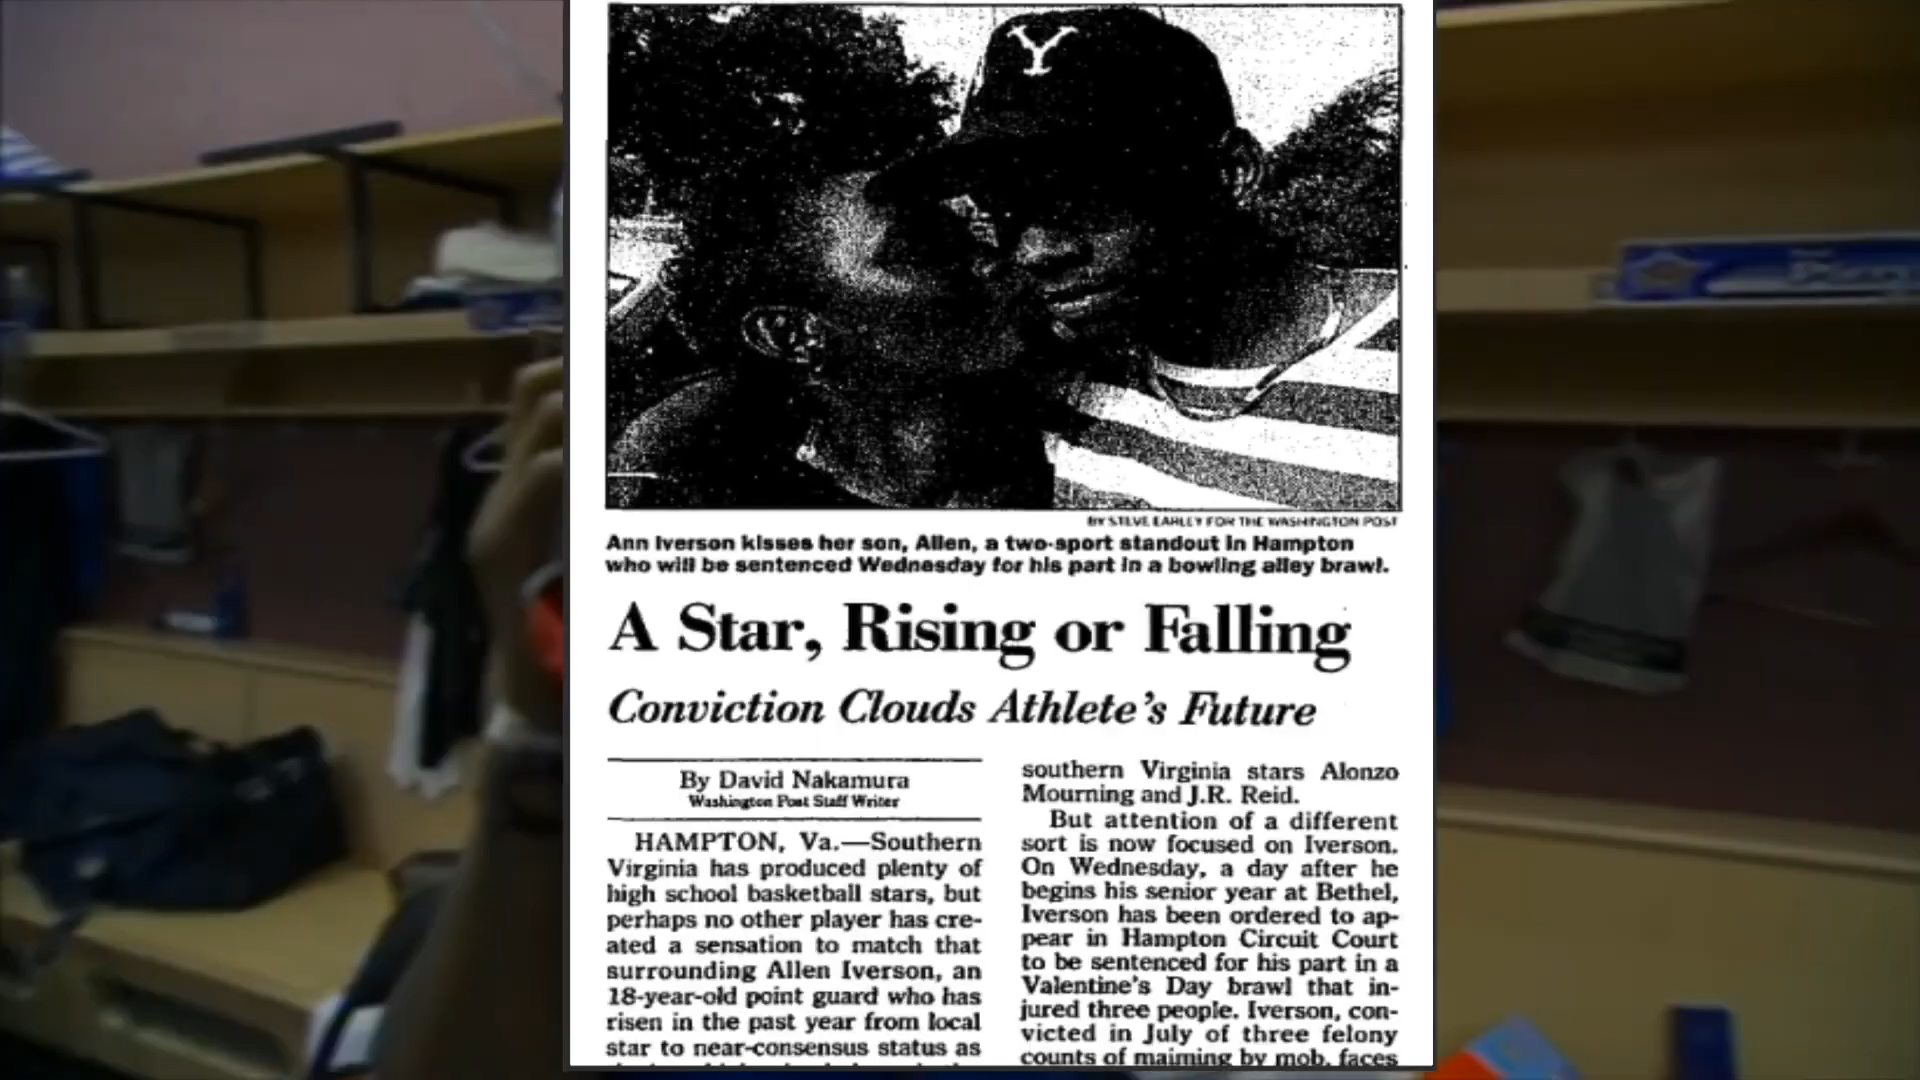 Y
BY STEVE EARLEY FOR THE WASHINGTON POST
Ann Iverson kisses her son, Allen, a two-sport standout in Hampton
who will be sentenced Wednesday for his part in a bowling alley brawl.
A Star, Rising or Falling
Conviction Clouds Athlete's Future
By David Nakamura
Washington Post Staff Writer
HAMPTON, Va.—Southern
Virginia has produced plenty of
high school basketball stars, but
perhaps no other player has cre-
ated a sensation to match that
surrounding Allen Iverson, an
18-year-old point guard who has
risen in the past year from local
star to near-consensus status as
southern Virginia stars Alonzo
Mourning and J.R. Reid.
But attention of a different
sort is now focused on Iverson.
On Wednesday, a day after he
begins his senior year at Bethel,
Iverson has been ordered to ap-
pear in Hampton Circuit Court
to be sentenced for his part in a
Valentine's Day brawl that in-
jured three people. Iverson, con-
victed in July of three felony
counts of maiming by mob, faces